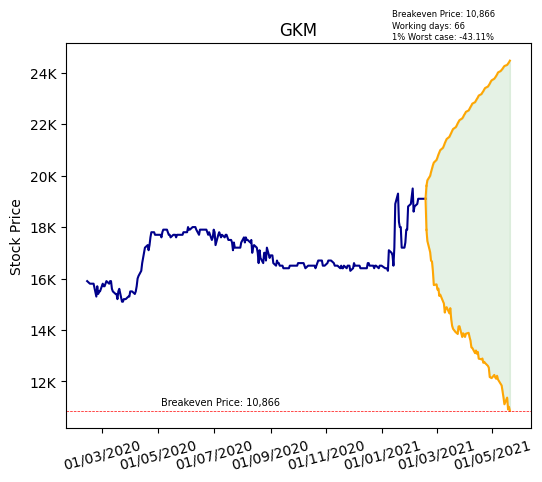 Breakeven Price: 10,866
Working days: 66
1% Worst case: -43.11%
GKM
Stock Price
24K
22K
20K
18K
16K
14K
12K
Breakeven Price: 10,866
01/03/2020
01/05/2020
01/07/2020
01/09/2020
01/11/2020
01/01/2021
01/03/2021
01/05/2021